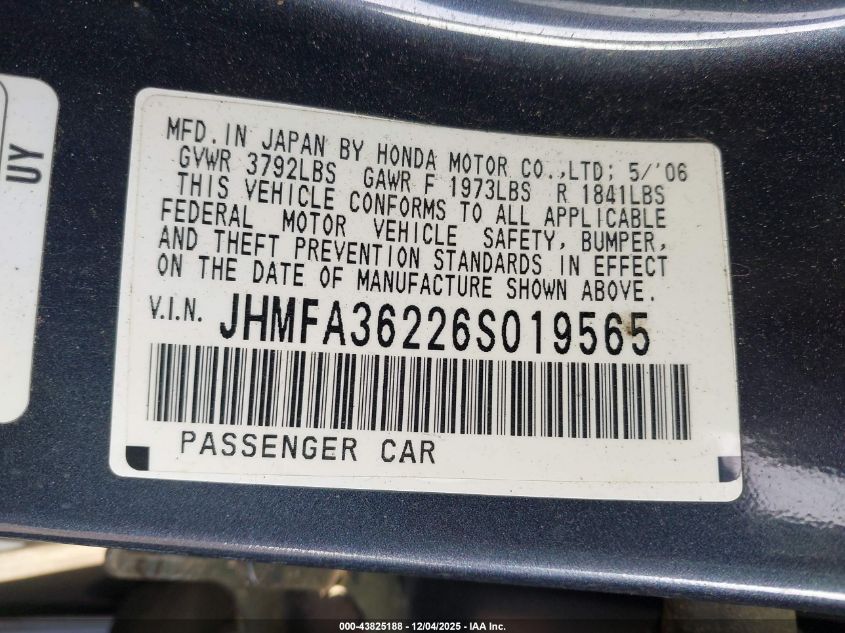 UY
MFD. IN JAPAN BY HONDA MOTOR CO.,LTD; 5/'06
GVWR 3792LBS GAWR F 1973LBS R 1841LBS
THIS VEHICLE CONFORMS TO ALL APPLICABLE
FEDERAL MOTOR VEHICLE SAFETY, BUMPER,
AND THEFT PREVENTION STANDARDS IN EFFECT
ON THE DATE OF MANUFACTURE SHOWN ABOVE.
V.I.N. JHMFA36226S019565
PASSENGER CAR
000-43825188 - 12/04/2025 - IAA Inc.